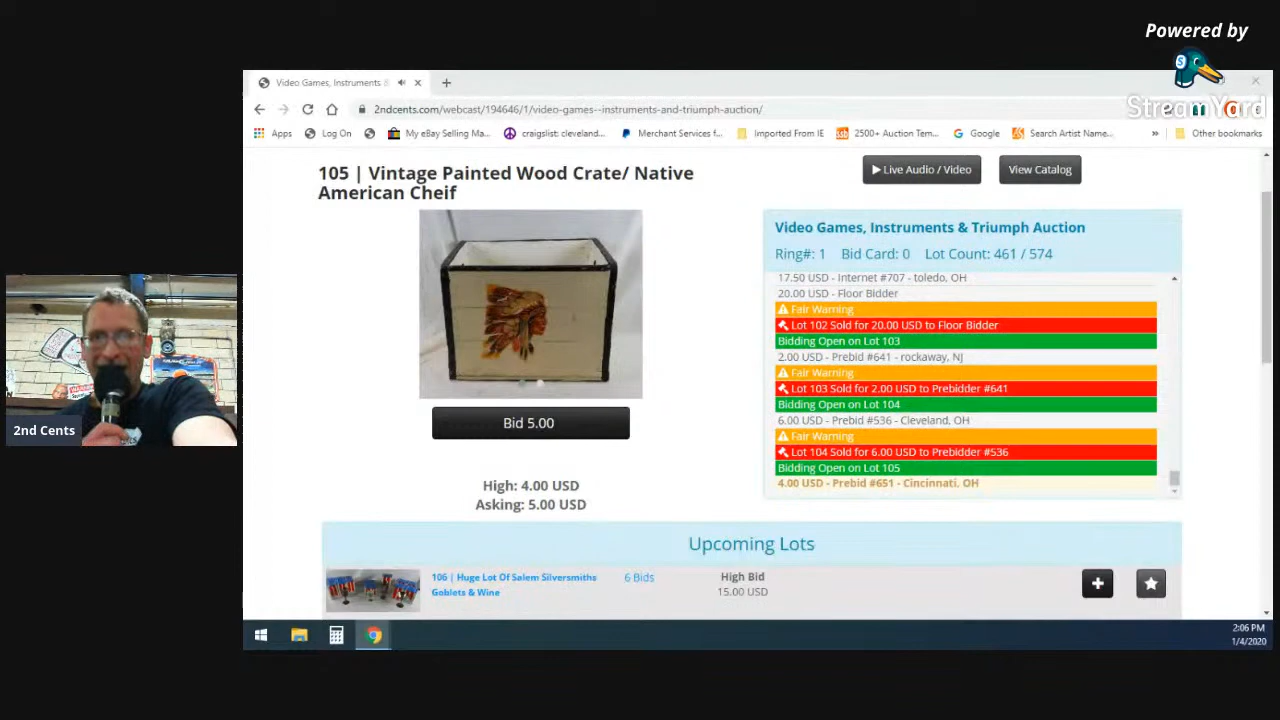 Powered by
StreamYard
Video Games, Instruments
2ndcents.com/webcast/194646/1/video-games--instruments-and-triumph-auction/
Apps Log On My eBay Selling Ma... craigslist: cleveland... Merchant Services f... Imported From IE 2500+ Auction Tem... Google Search Artist Name... » Other bookmarks
105 | Vintage Painted Wood Crate/ Native
American Cheif
Live Audio / Video
View Catalog
Bid 5.00
High: 4.00 USD
Asking: 5.00 USD
Video Games, Instruments & Triumph Auction
Ring#: 1 Bid Card: 0 Lot Count: 461 / 574
17.50 USD - Internet #707 - toledo, OH
20.00 USD - Floor Bidder
Fair Warning
Lot 102 Sold for 20.00 USD to Floor Bidder
Bidding Open on Lot 103
2.00 USD - Prebid #641 - rockaway, NJ
Fair Warning
Lot 103 Sold for 2.00 USD to Prebidder #641
Bidding Open on Lot 104
6.00 USD - Prebid #536 - Cleveland, OH
Fair Warning
Lot 104 Sold for 6.00 USD to Prebidder #536
Bidding Open on Lot 105
4.00 USD - Prebid #651 - Cincinnati, OH
2nd Cents
Upcoming Lots
106 | Huge Lot Of Salem Silversmiths
Goblets & Wine
6 Bids
High Bid
15.00 USD
2:06 PM
1/4/2020